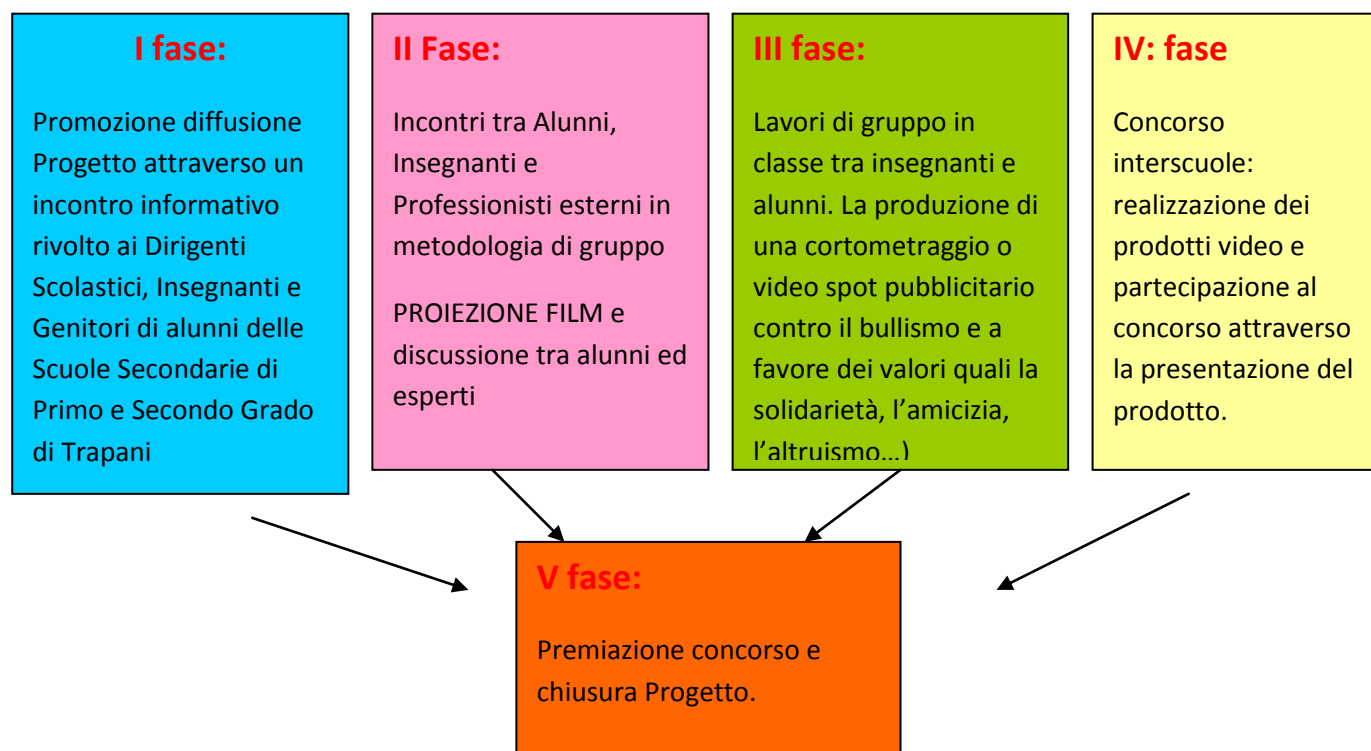 I fase:
Promozione diffusione
Progetto attraverso un
incontro informativo
rivolto ai Dirigenti
Scolastici, Insegnanti e
Genitori di alunni delle
Scuole Secondarie di
Primo e Secondo Grado
di Trapani
II Fase:
Incontri tra Alunni,
Insegnanti e
Professionisti esterni in
metodologia di gruppo
PROIEZIONE FILM e
discussione tra alunni ed
esperti
III fase:
Lavori di gruppo in
classe tra insegnanti e
alunni. La produzione di
una cortometraggio o
video spot pubblicitario
contro il bullismo e a
favore dei valori quali la
solidarietà, l’amicizia,
l’altruismo…)
IV: fase
Concorso
interscuole:
realizzazione dei
prodotti video e
partecipazione al
concorso attraverso
la presentazione del
prodotto.
V fase:
Premiazione concorso e
chiusura Progetto.